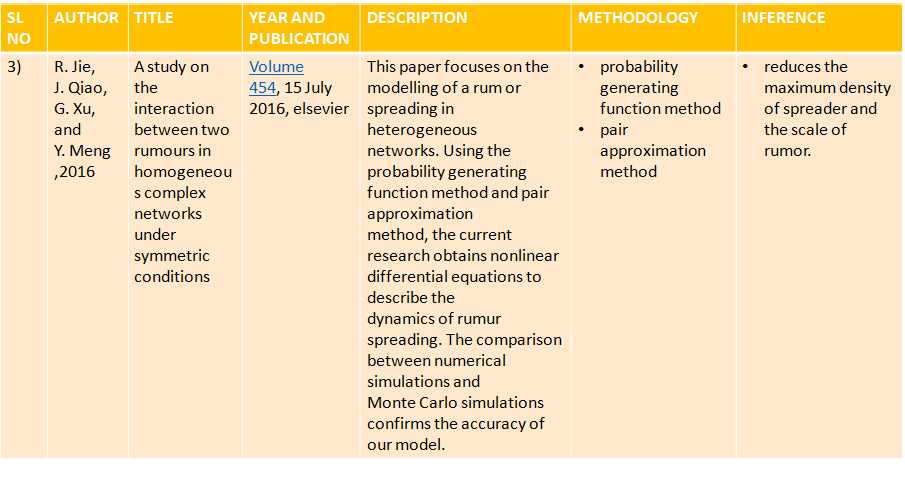 SL
NO
AUTHOR
TITLE
YEAR AND
PUBLICATION
DESCRIPTION
METHODOLOGY
INFERENCE
3)
R. Jie,
J. Qiao,
G. Xu,
and
Y. Meng
,2016
A study on
the
interaction
between two
rumours in
homogeneou
s complex
networks
under
symmetric
conditions
Volume
454, 15 July
2016, elsevier
This paper focuses on the
modelling of a rum or
spreading in
heterogeneous
networks. Using the
probability generating
function method and pair
approximation
method, the current
research obtains nonlinear
differential equations to
describe the
dynamics of rumur
spreading. The comparison
between numerical
simulations and
Monte Carlo simulations
confirms the accuracy of
our model.
• probability
generating
function method
• pair
approximation
method
• reduces the
maximum density
of spreader and
the scale of
rumor.